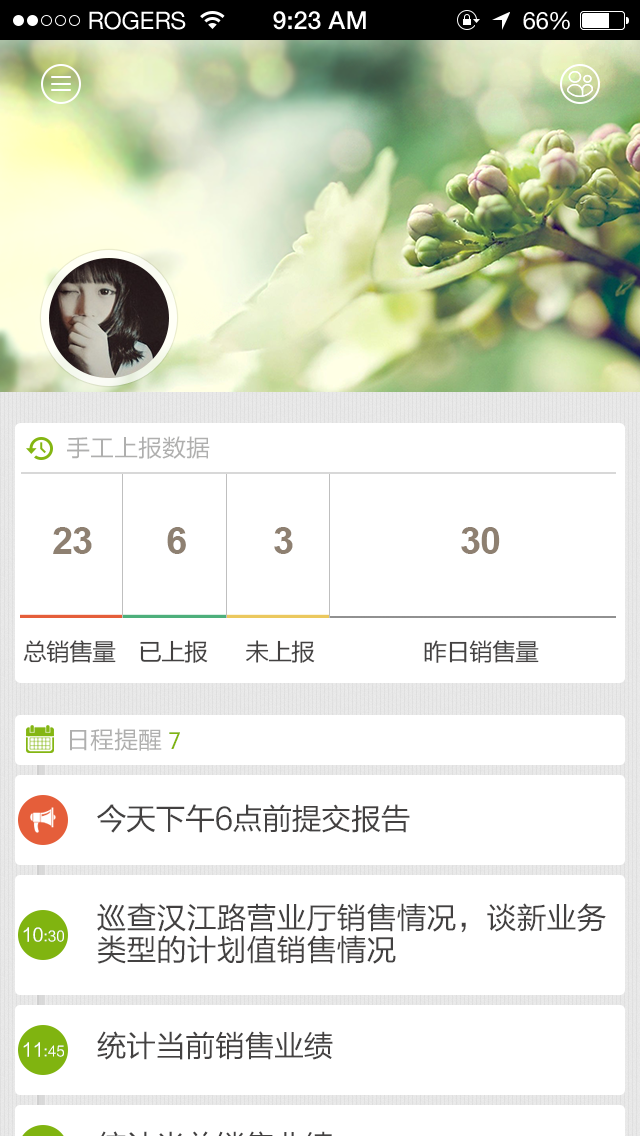 ROGERS 9:23 AM 66%
手工上报数据
23 6 3 30
总销售量 已上报 未上报 昨日销售量
日程提醒 7
今天下午6点前提交报告
10:30
巡查汉江路营业厅销售情况，谈新业务
类型的计划值销售情况
11:45 统计当前销售业绩